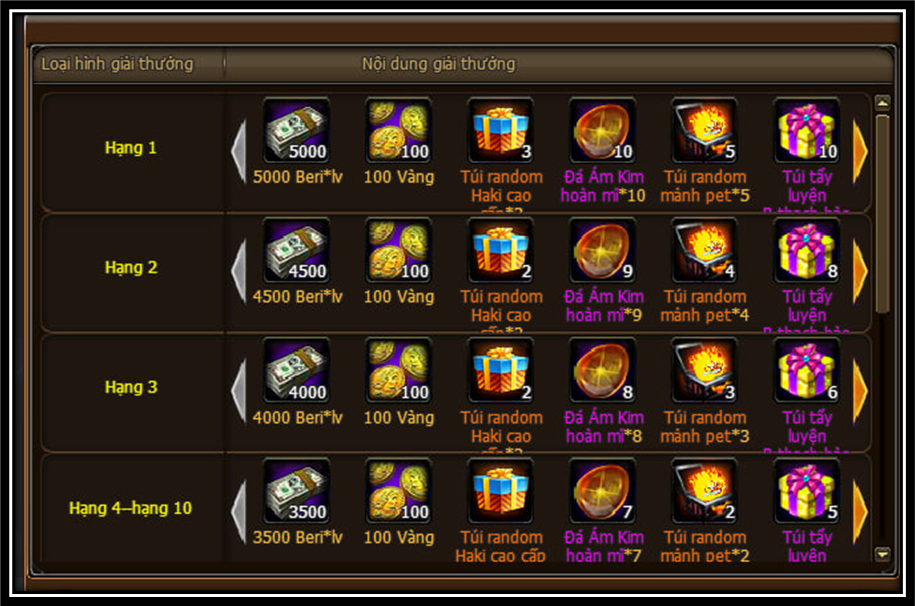 Loại hình giải thưởng Nội dung giải thưởng
Hạng 1
5000 100 3 10 5 10
5000 Beri*lv 100 Vàng Túi random Đá Ám Kim Túi random Túi tẩy
Haki cao hoàn mĩ*10 mảnh pet*5 luyện
Hạng 2
4500 100 2 9 4 8
4500 Beri*lv 100 Vàng Túi random Đá Ám Kim Túi random Túi tẩy
Haki cao hoàn mĩ*9 mảnh pet*4 luyện
Hạng 3
4000 100 2 8 3 6
4000 Beri*lv 100 Vàng Túi random Đá Ám Kim Túi random Túi tẩy
Haki cao hoàn mĩ*8 mảnh pet*3 luyện
Hạng 4-hạng 10
3500 100 7 2 5
3500 Beri*lv 100 Vàng Túi random Đá Ám Kim Túi random Túi tẩy
Haki cao cấp hoàn mĩ*7 mảnh pet*2 luyện